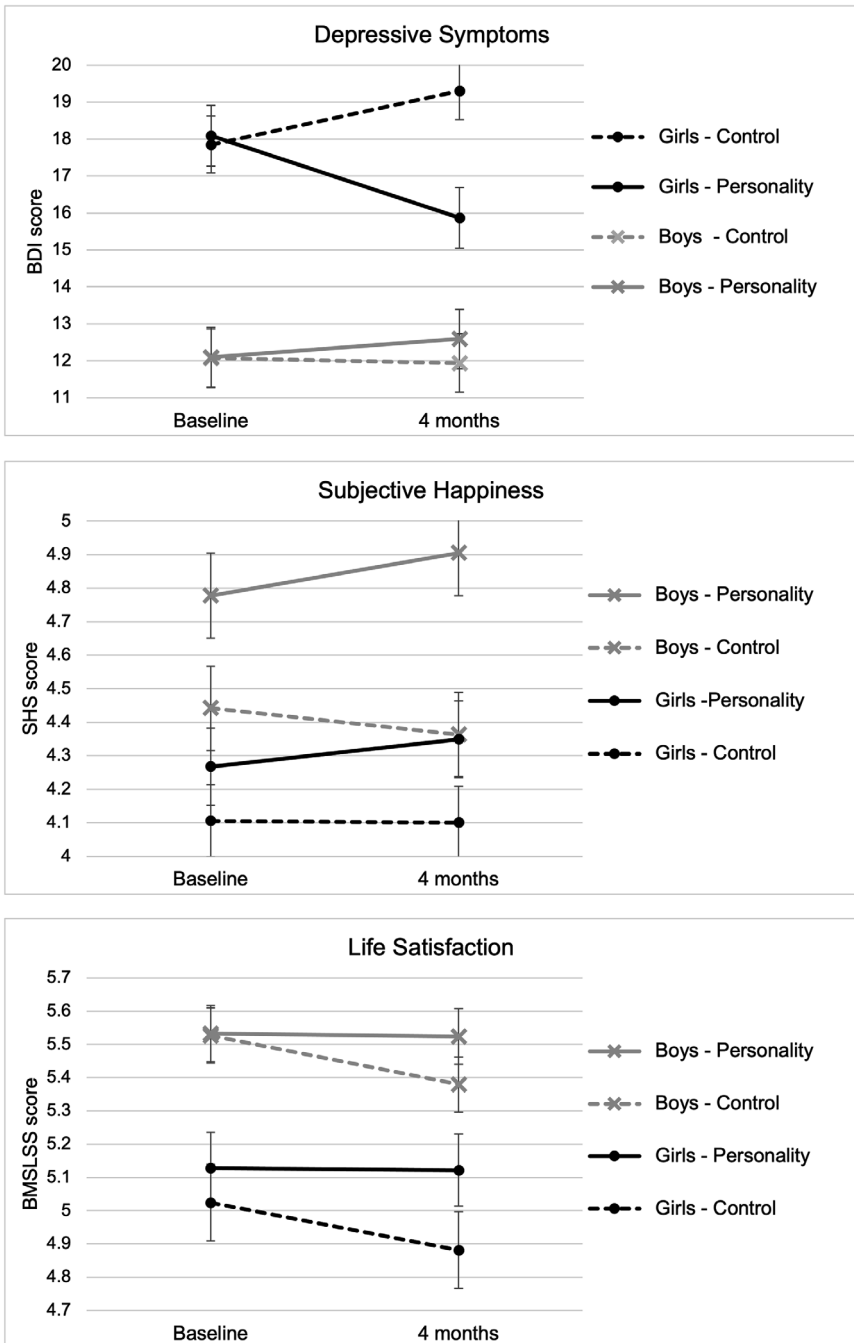 Depressive Symptoms
20
19
18
17
16
15
14
13
12
11
BDI score
Baseline
4 months
Girls - Control
Girls - Personality
Boys - Control
Boys - Personality
Subjective Happiness
5
4.9
4.8
4.7
4.6
4.5
4.4
4.3
4.2
4.1
4
SHS score
Baseline
4 months
Boys - Personality
Boys - Control
Girls -Personality
Girls - Control
Life Satisfaction
5.7
5.6
5.5
5.4
5.3
5.2
5.1
5
4.9
4.8
4.7
BMSLSS score
Baseline
4 months
Boys - Personality
Boys - Control
Girls - Personality
Girls - Control